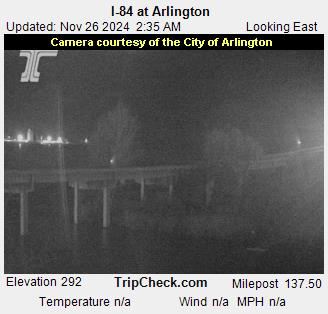 I-84 at Arlington
Updated: Nov 26 2024 2:35 AM Looking East
Camera courtesy of the City of Arlington
Elevation 292 TripCheck.com Milepost 137.50
Temperature n/a Wind n/a MPH n/a